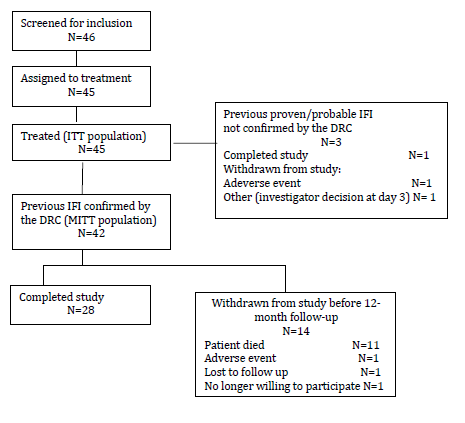 Screened for inclusion
N=46
Assigned to treatment
N=45
Treated (ITT population)
N=45
Previous proven/probable IFI
not confirmed by the DRC
N=3
Completed study N=1
Withdrawn from study:
Adeverse event N=1
Other (investigator decision at day 3) N= 1
Previous IFI confirmed by
the DRC (MITT population)
N=42
Completed study
N=28
Withdrawn from study before 12-
month follow-up
N=14
Patient died N=11
Adverse event N=1
Lost to follow up N=1
No longer willing to participate N=1